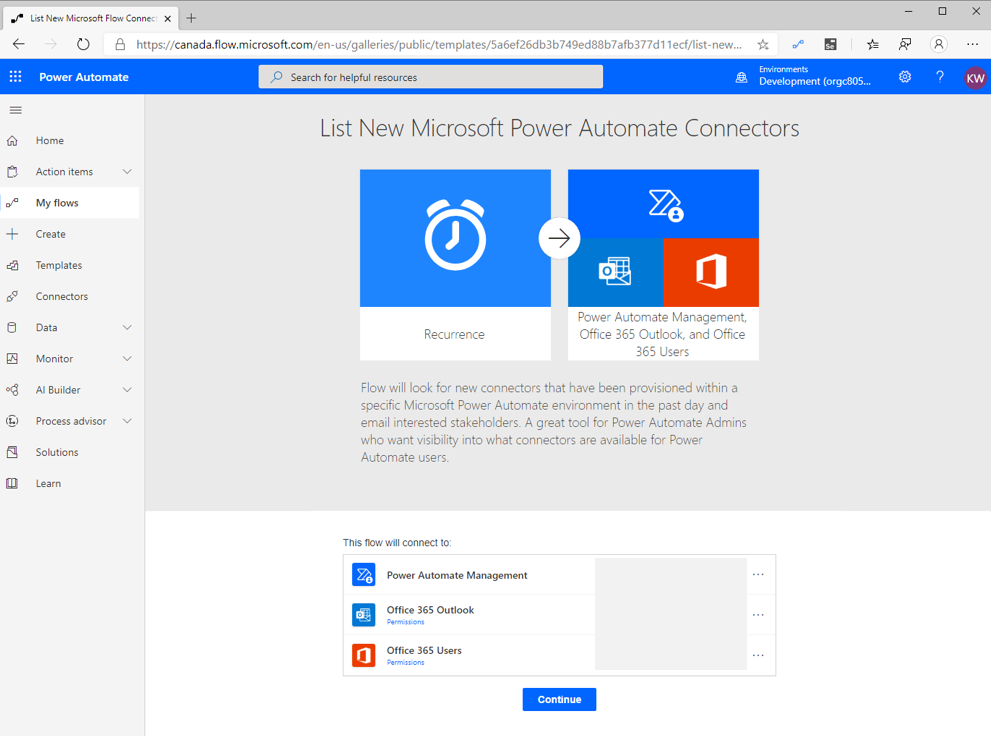 List New Microsoft Flow Connect
https://canada.flow.microsoft.com/en-us/galleries/public/templates/5a6ef26db3b749ed88b7afb377d11ecf/list-new...
Se
Power Automate
Search for helpful resources
Environments
Development (orgc805...
?
KW
Home
Action items
My flows
Create
Templates
Connectors
Data
Monitor
AI Builder
Process advisor
Solutions
Learn
List New Microsoft Power Automate Connectors
Recurrence
Power Automate Management,
Office 365 Outlook, and Office
365 Users
Flow will look for new connectors that have been provisioned within a
specific Microsoft Power Automate environment in the past day and
email interested stakeholders. A great tool for Power Automate Admins
who want visibility into what connectors are available for Power
Automate users.
This flow will connect to:
Power Automate Management
Office 365 Outlook
Permissions
Office 365 Users
Permissions
Continue